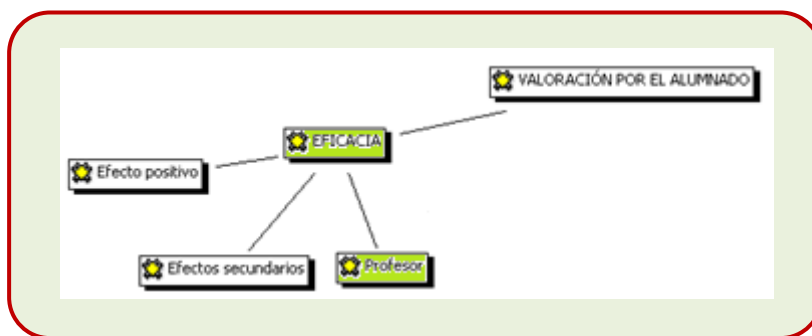 VALORACIÓN POR EL ALUMNADO
EFICACIA
Efecto positivo
Efectos secundarios
Profesor